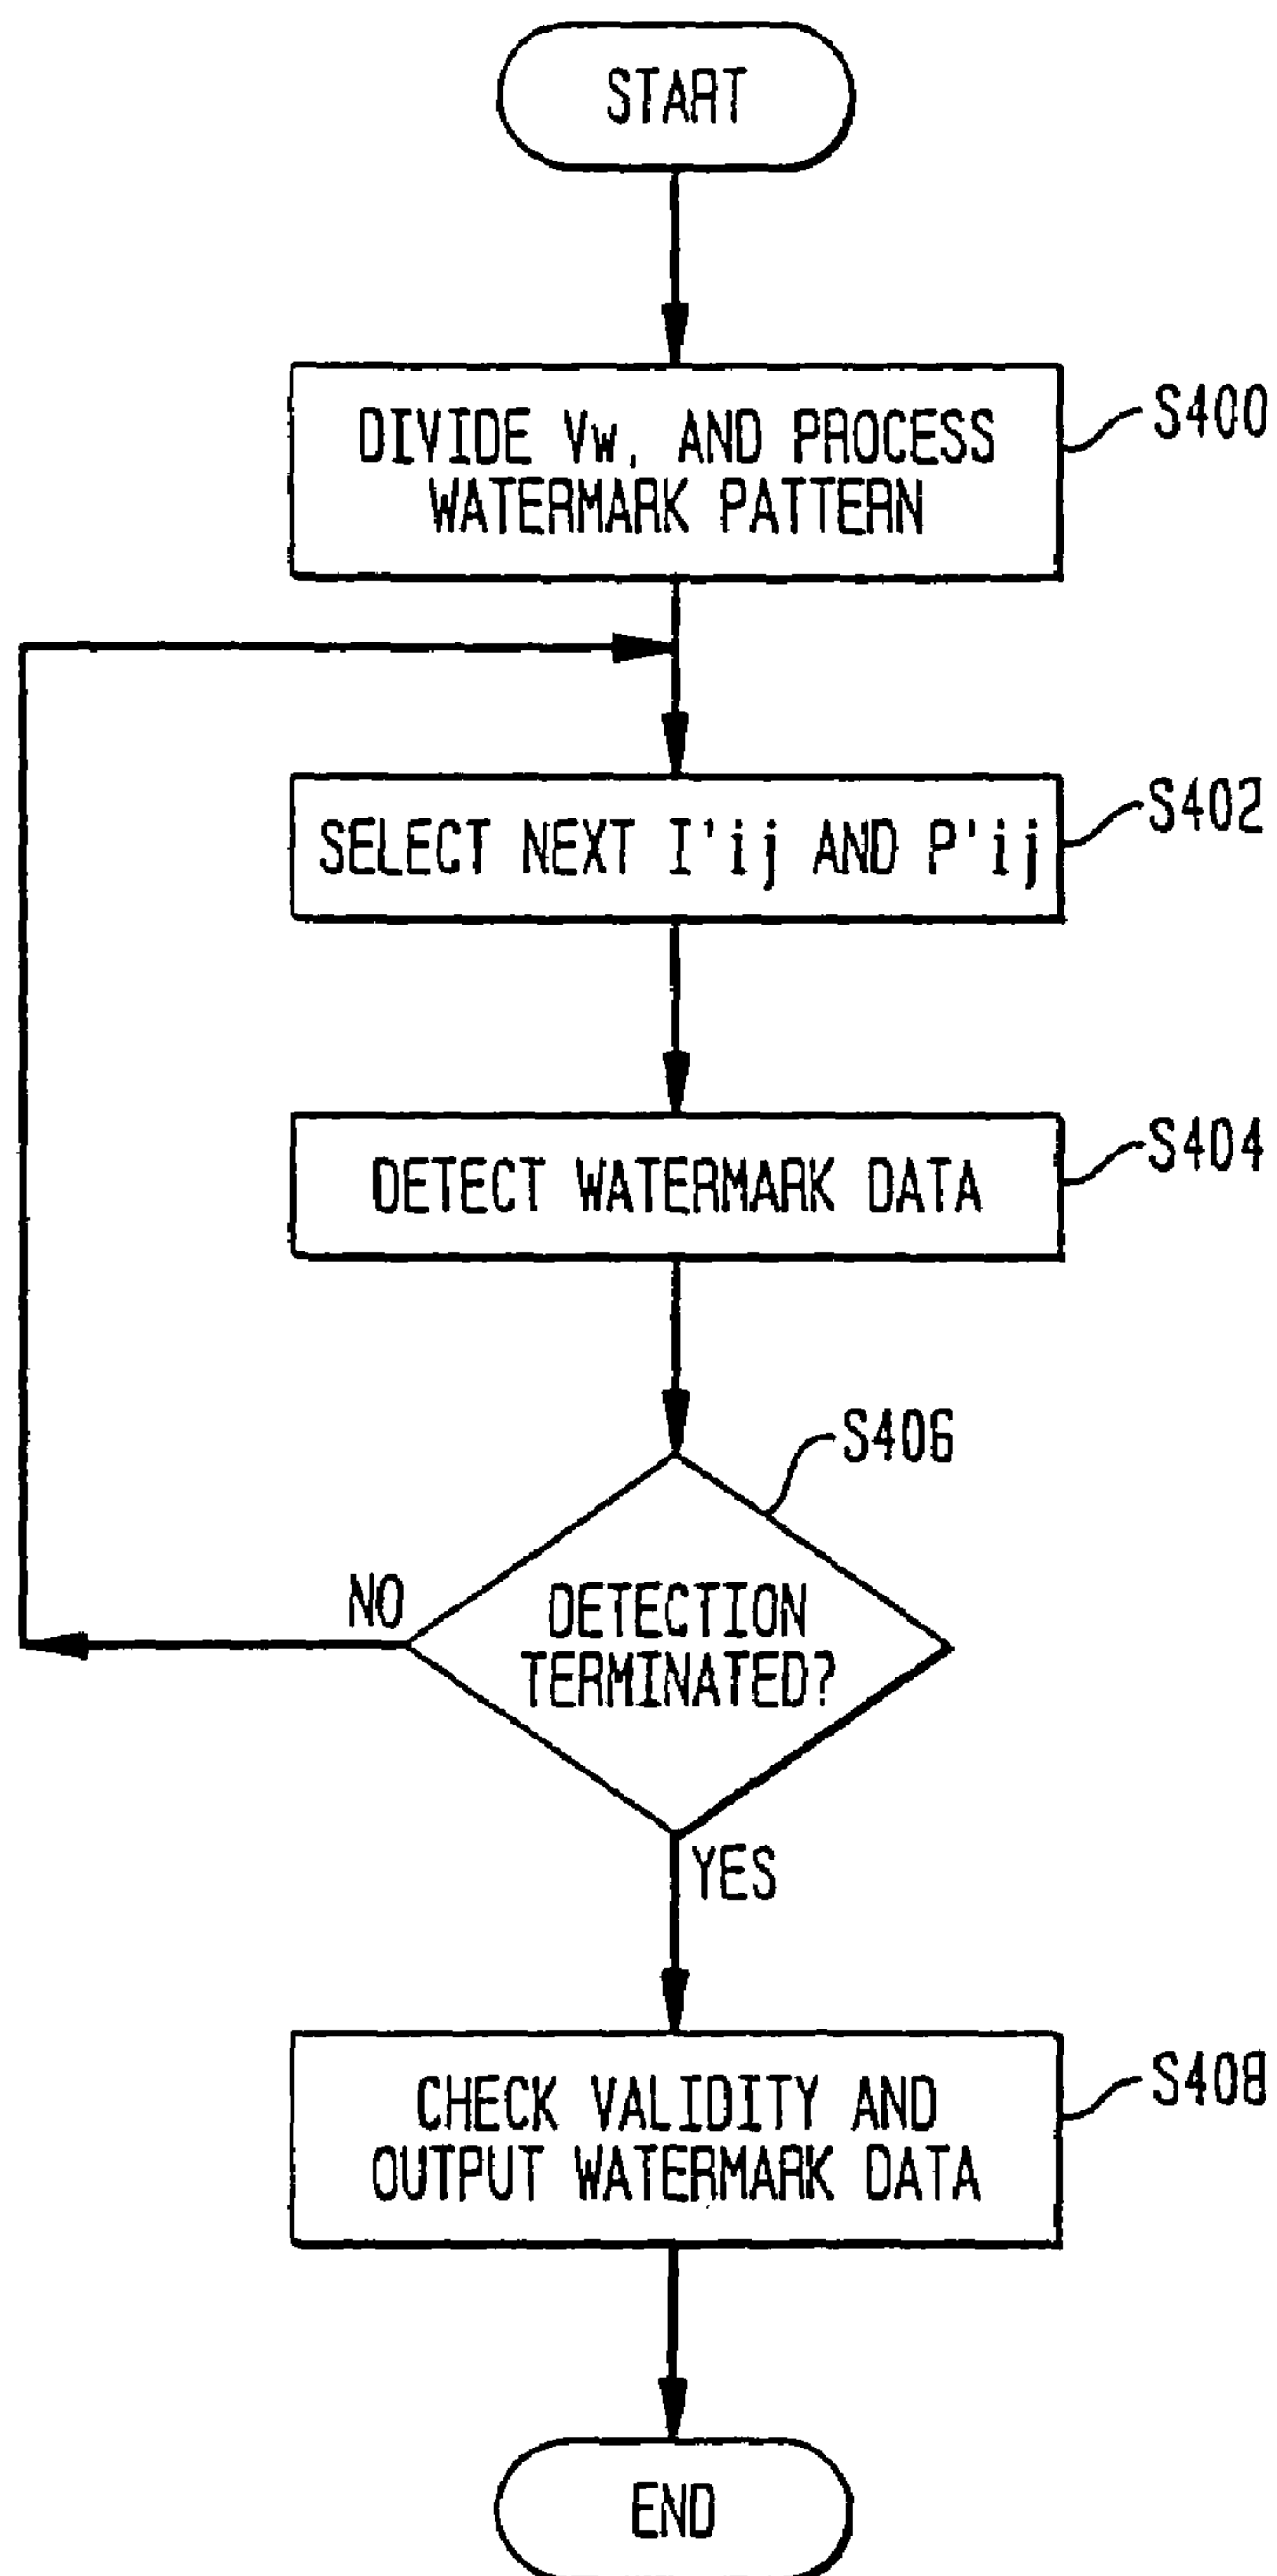 START
DIVIDE Vw, AND PROCESS
WATERMARK PATTERN
S400
SELECT NEXT I'ij AND P'ij
S402
DETECT WATERMARK DATA
S404
S406
NO
DETECTION
TERMINATED?
YES
CHECK VALIDITY AND
OUTPUT WATERMARK DATA
S408
END